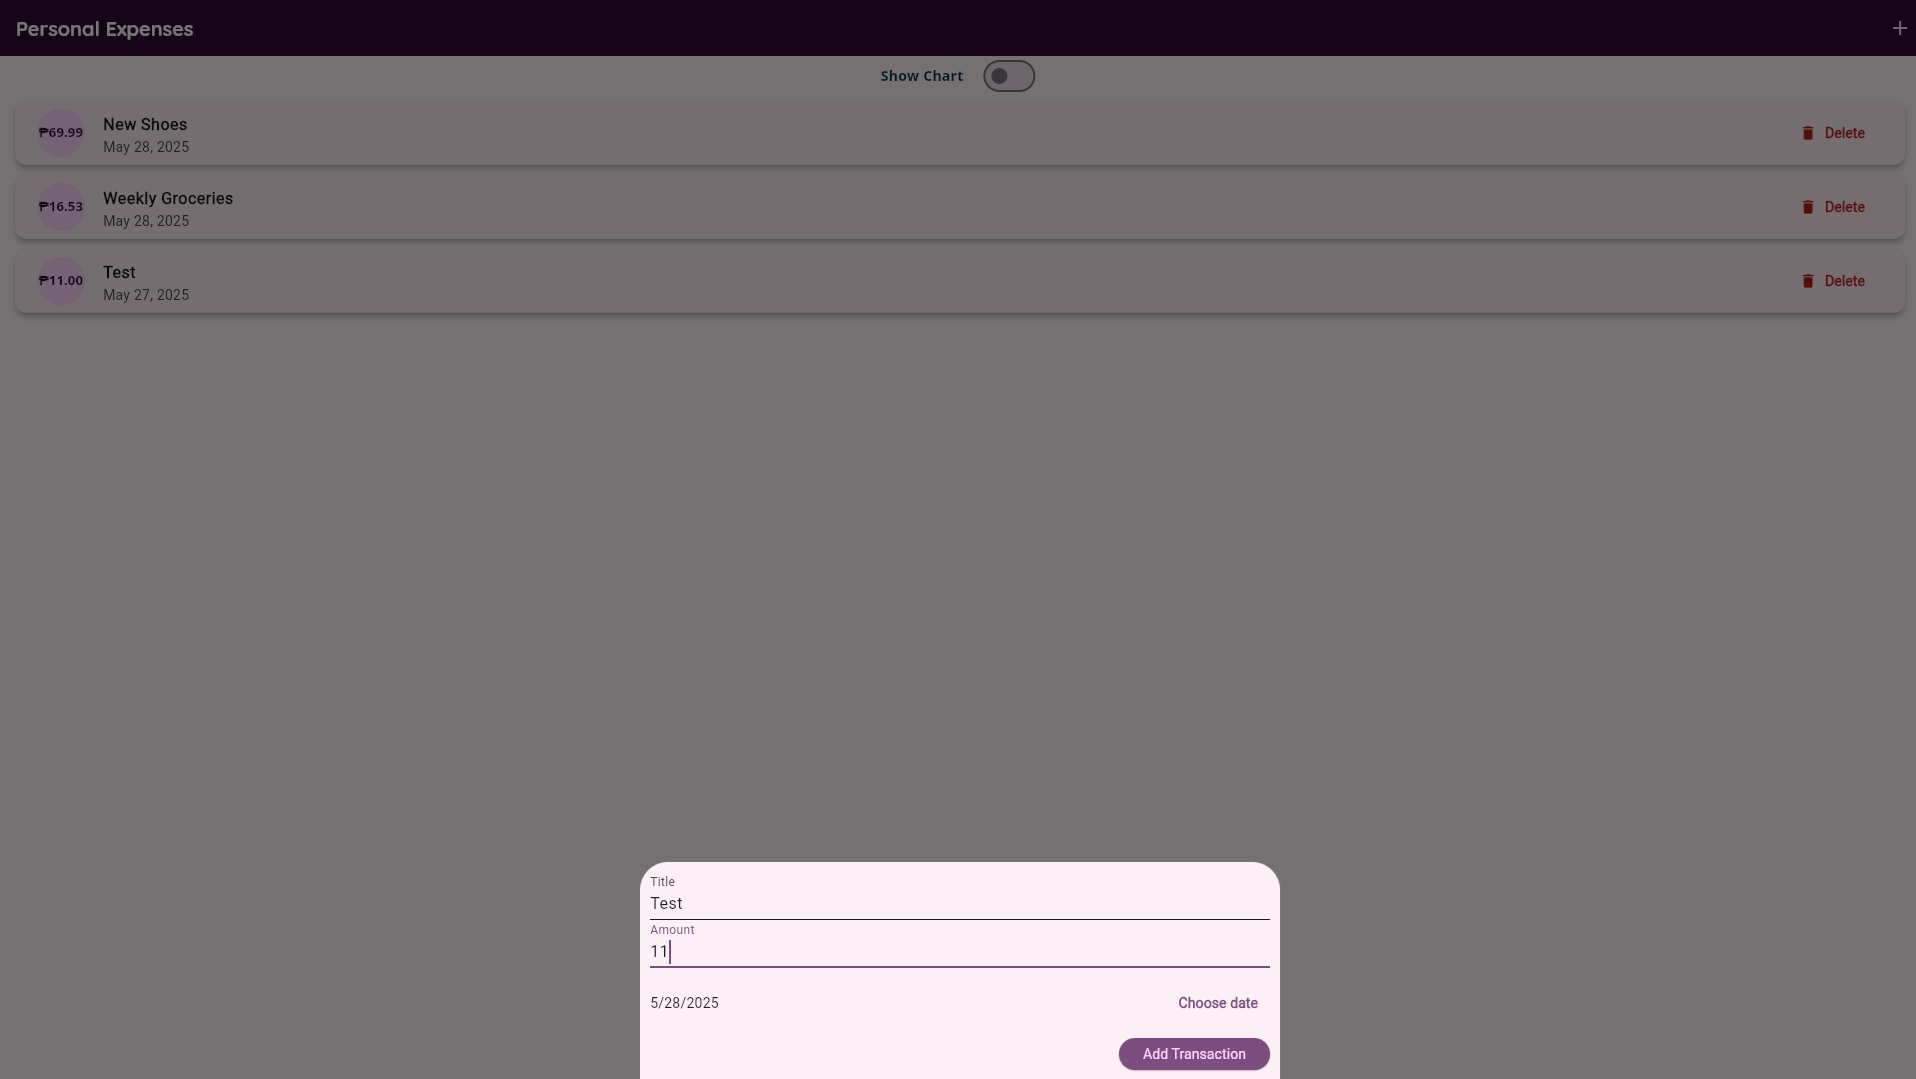 Personal Expenses
Show Chart
₱69.99
New Shoes
May 28, 2025
Delete
₱16.53
Weekly Groceries
May 28, 2025
Delete
₱11.00
Test
May 27, 2025
Delete
Title
Test
Amount
11
5/28/2025 Choose date
Add Transaction